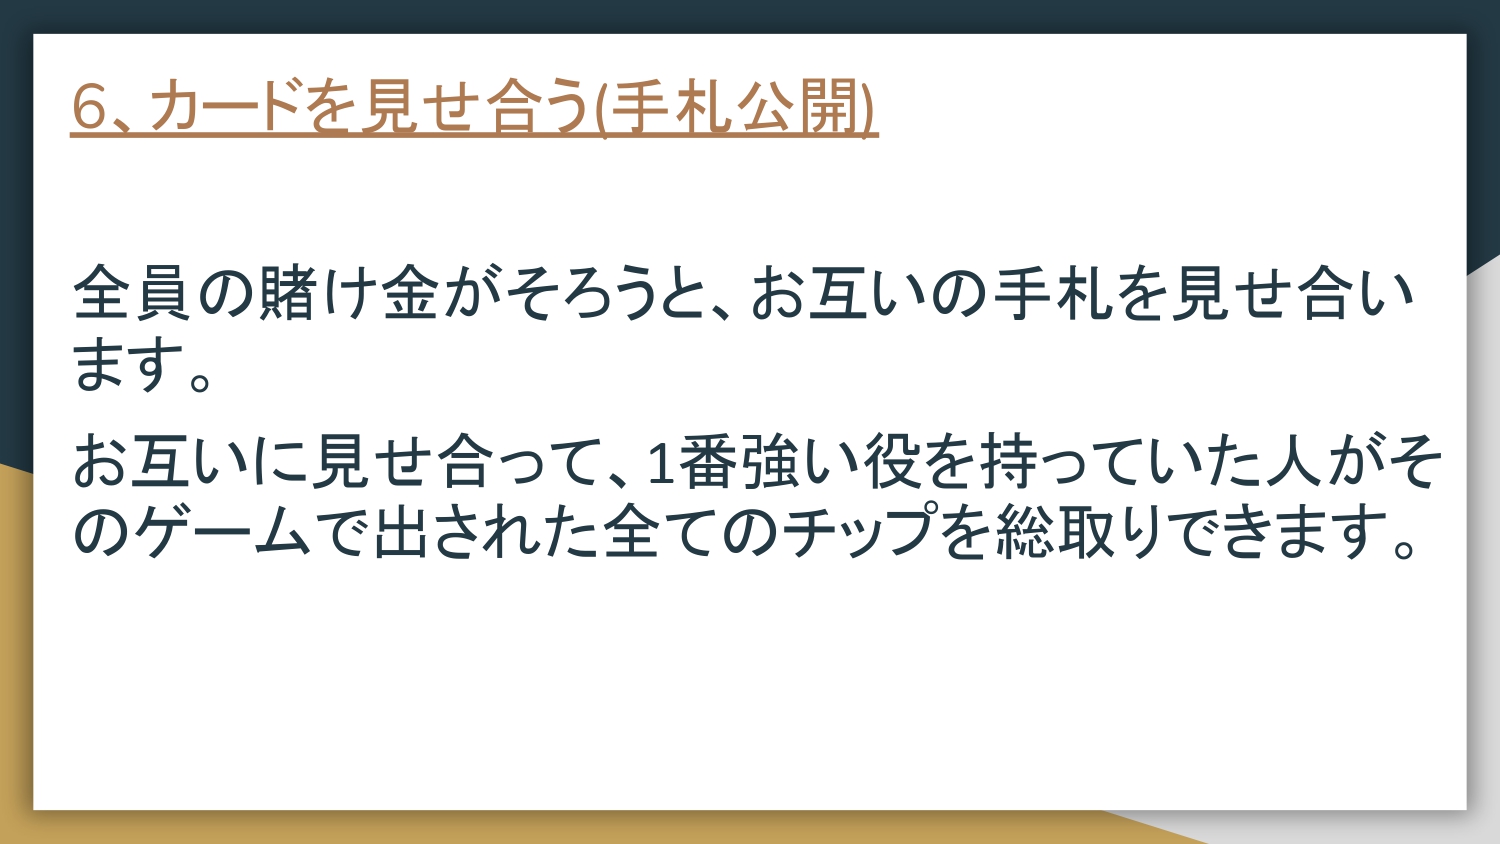 6、カードを見せ合う(手札公開)
全員の賭け金がそろうと、お互いの手札を見せ合い
ます。
お互いに見せ合って、1番強い役を持っていた人がそ
のゲームで出された全てのチップを総取りできます。